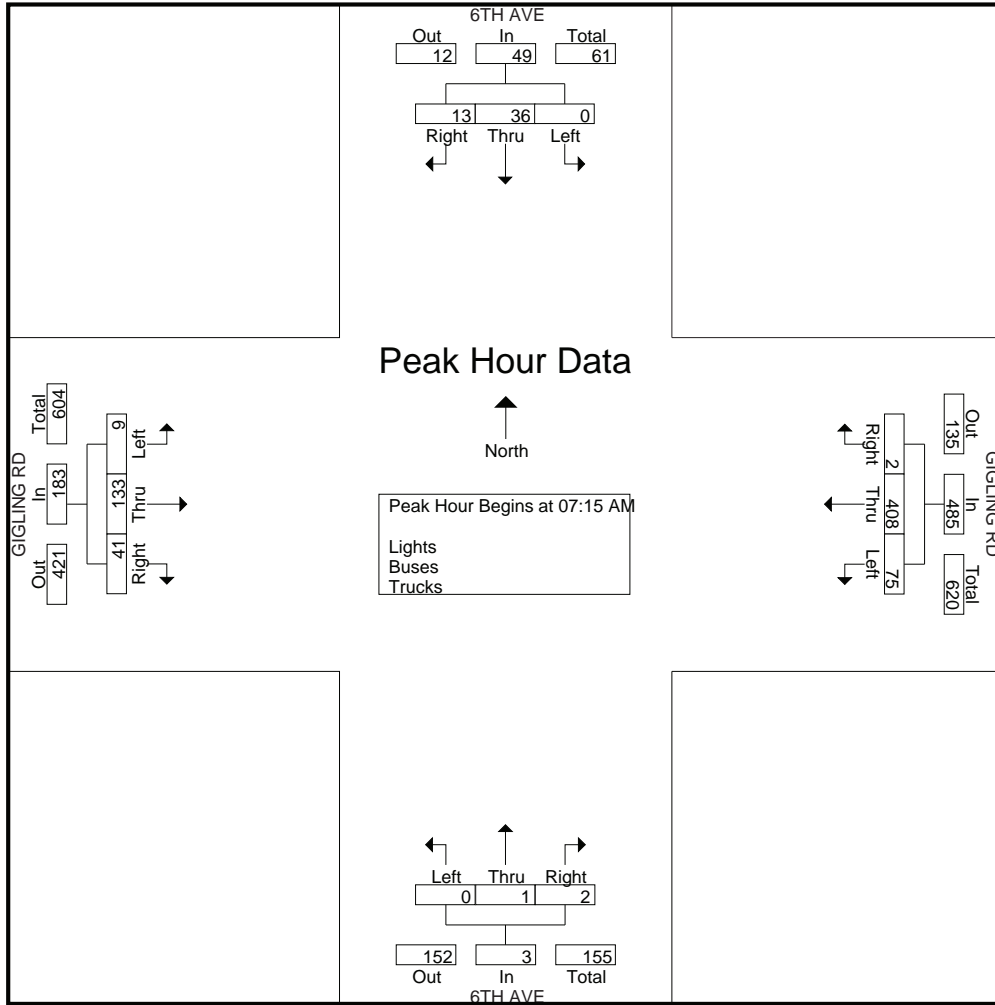 6TH AVE
Out In Total
12 49 61
13 36 0
Right Thru Left
Peak Hour Data
North
Peak Hour Begins at 07:15 AM
Lights
Buses
Trucks
GIGLING RD
Out In Total
421 183 604
41 133 9
Right Thru Left
GIGLING RD
Out In Total
135 485 620
2 408 75
Right Thru Left
Left Thru Right
0 1 2
152 3 155
Out In Total
6TH AVE